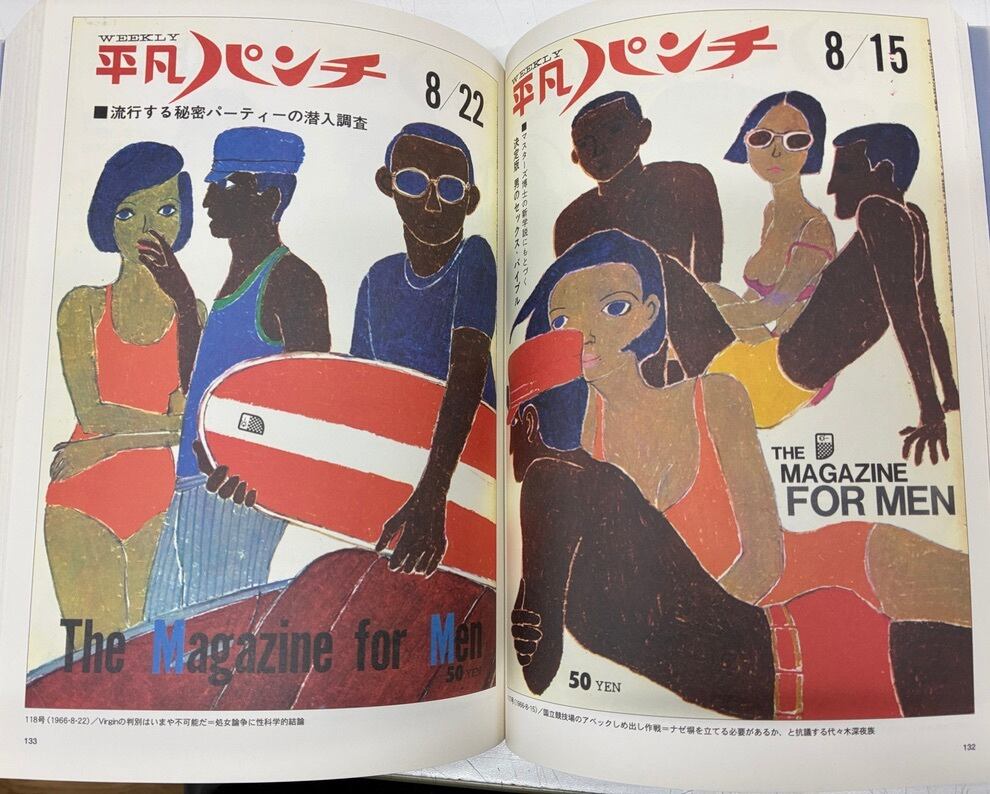 WEEKLY
平凡パンチ
8/22
■流行する秘密パーティーの潜入調査
The Magazine for Men
50 YEN
118号(1966-8-22)/Virginの判別はいまや不可能だ=処女論争に性科学的結論
133
WEEKLY
平凡パンチ
8/15
■マスターズ博士の新学説にもとづく
決定版 男のセックス・バイブル
THE
MAGAZINE
FOR MEN
50 YEN
号(1966-8-15)/国立競技場のアベックしめ出し作戦=ナゼ塀を立てる必要があるか、と抗議する代々木深夜族
132